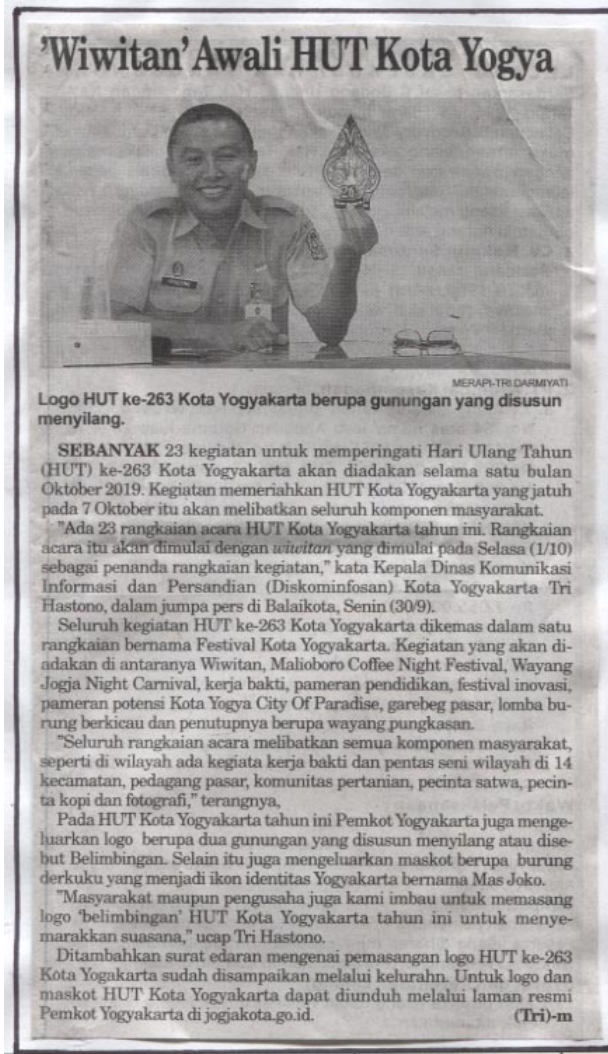 'Wiwitan' Awali HUT Kota Yogya
MERAPI-TRI DARMIYATI
Logo HUT ke-263 Kota Yogyakarta berupa gunungan yang disusun
menyilang.
SEBANYAK 23 kegiatan untuk memperingati Hari Ulang Tahun
(HUT) ke-263 Kota Yogyakarta akan diadakan selama satu bulan
Oktober 2019. Kegiatan memeriahkan HUT Kota Yogyakarta yang jatuh
pada 7 Oktober itu akan melibatkan seluruh komponen masyarakat.
"Ada 23 rangkaian acara HUT Kota Yogyakarta tahun ini. Rangkaian
acara itu akan dimulai dengan wiwitan yang dimulai pada Selasa (1/10)
sebagai penanda rangkaian kegiatan," kata Kepala Dinas Komunikasi
Informasi dan Persandian (Diskominfosan) Kota Yogyakarta Tri
Hastono, dalam jumpa pers di Balaikota, Senin (30/9).
Seluruh kegiatan HUT ke-263 Kota Yogyakarta dikemas dalam satu
rangkaian bernama Festival Kota Yogyakarta. Kegiatan yang akan di-
adakan di antaranya Wiwitan, Malioboro Coffee Night Festival, Wayang
Jogja Night Carnival, kerja bakti, pameran pendidikan, festival inovasi,
pameran potensi Kota Yogya City Of Paradise, garebeg pasar, lomba bu-
rung berkicau dan penutupnya berupa wayang pungkasan.
"Seluruh rangkaian acara melibatkan semua komponen masyarakat,
seperti di wilayah ada kegiata kerja bakti dan pentas seni wilayah di 14
kecamatan, pedagang pasar, komunitas pertanian, pecinta satwa, pecin-
ta kopi dan fotografi," terangnya,
Pada HUT Kota Yogyakarta tahun ini Pemkot Yogyakarta juga menge-
luarkan logo berupa dua gunungan yang disusun menyilang atau dise-
but Belimbingan. Selain itu juga mengeluarkan maskot berupa burung
derkuku yang menjadi ikon identitas Yogyakarta bernama Mas Joko.
"Masyarakat maupun pengusaha juga kami imbau untuk memasang
logo 'belimbingan' HUT Kota Yogyakarta tahun ini untuk menye-
marakkan suasana," ucap Tri Hastono.
Ditambahkan surat edaran mengenai pemasangan logo HUT ke-263
Kota Yogakarta sudah disampaikan melalui kelurahn. Untuk logo dan
maskot HUT Kota Yogyakarta dapat diunduh melalui laman resmi
Pemkot Yogyakarta di jogjakota.go.id. (Tri)-m